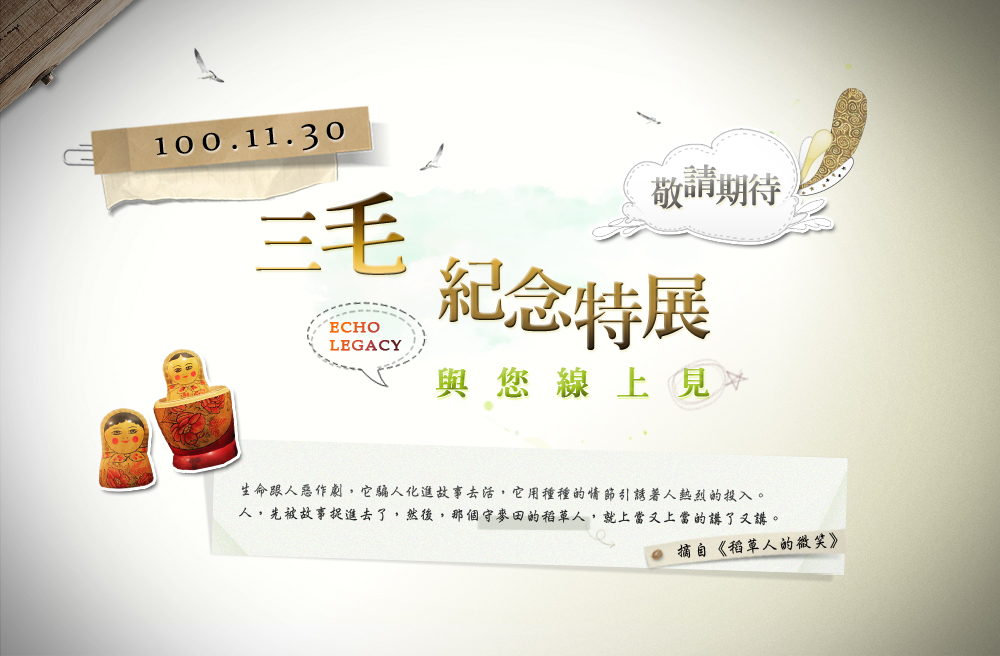 100.11.30
敬請期待
三毛
紀念特展
ECHO
LEGACY
與您線上見
生命跟人惡作劇，它騙人化進故事去活，它用種種的情節引誘著人熱烈的投入。
人，先被故事捉進去了，然後，那個守麥田的稻草人，就上當又上當的講了又講。
摘自《稻草人的微笑》